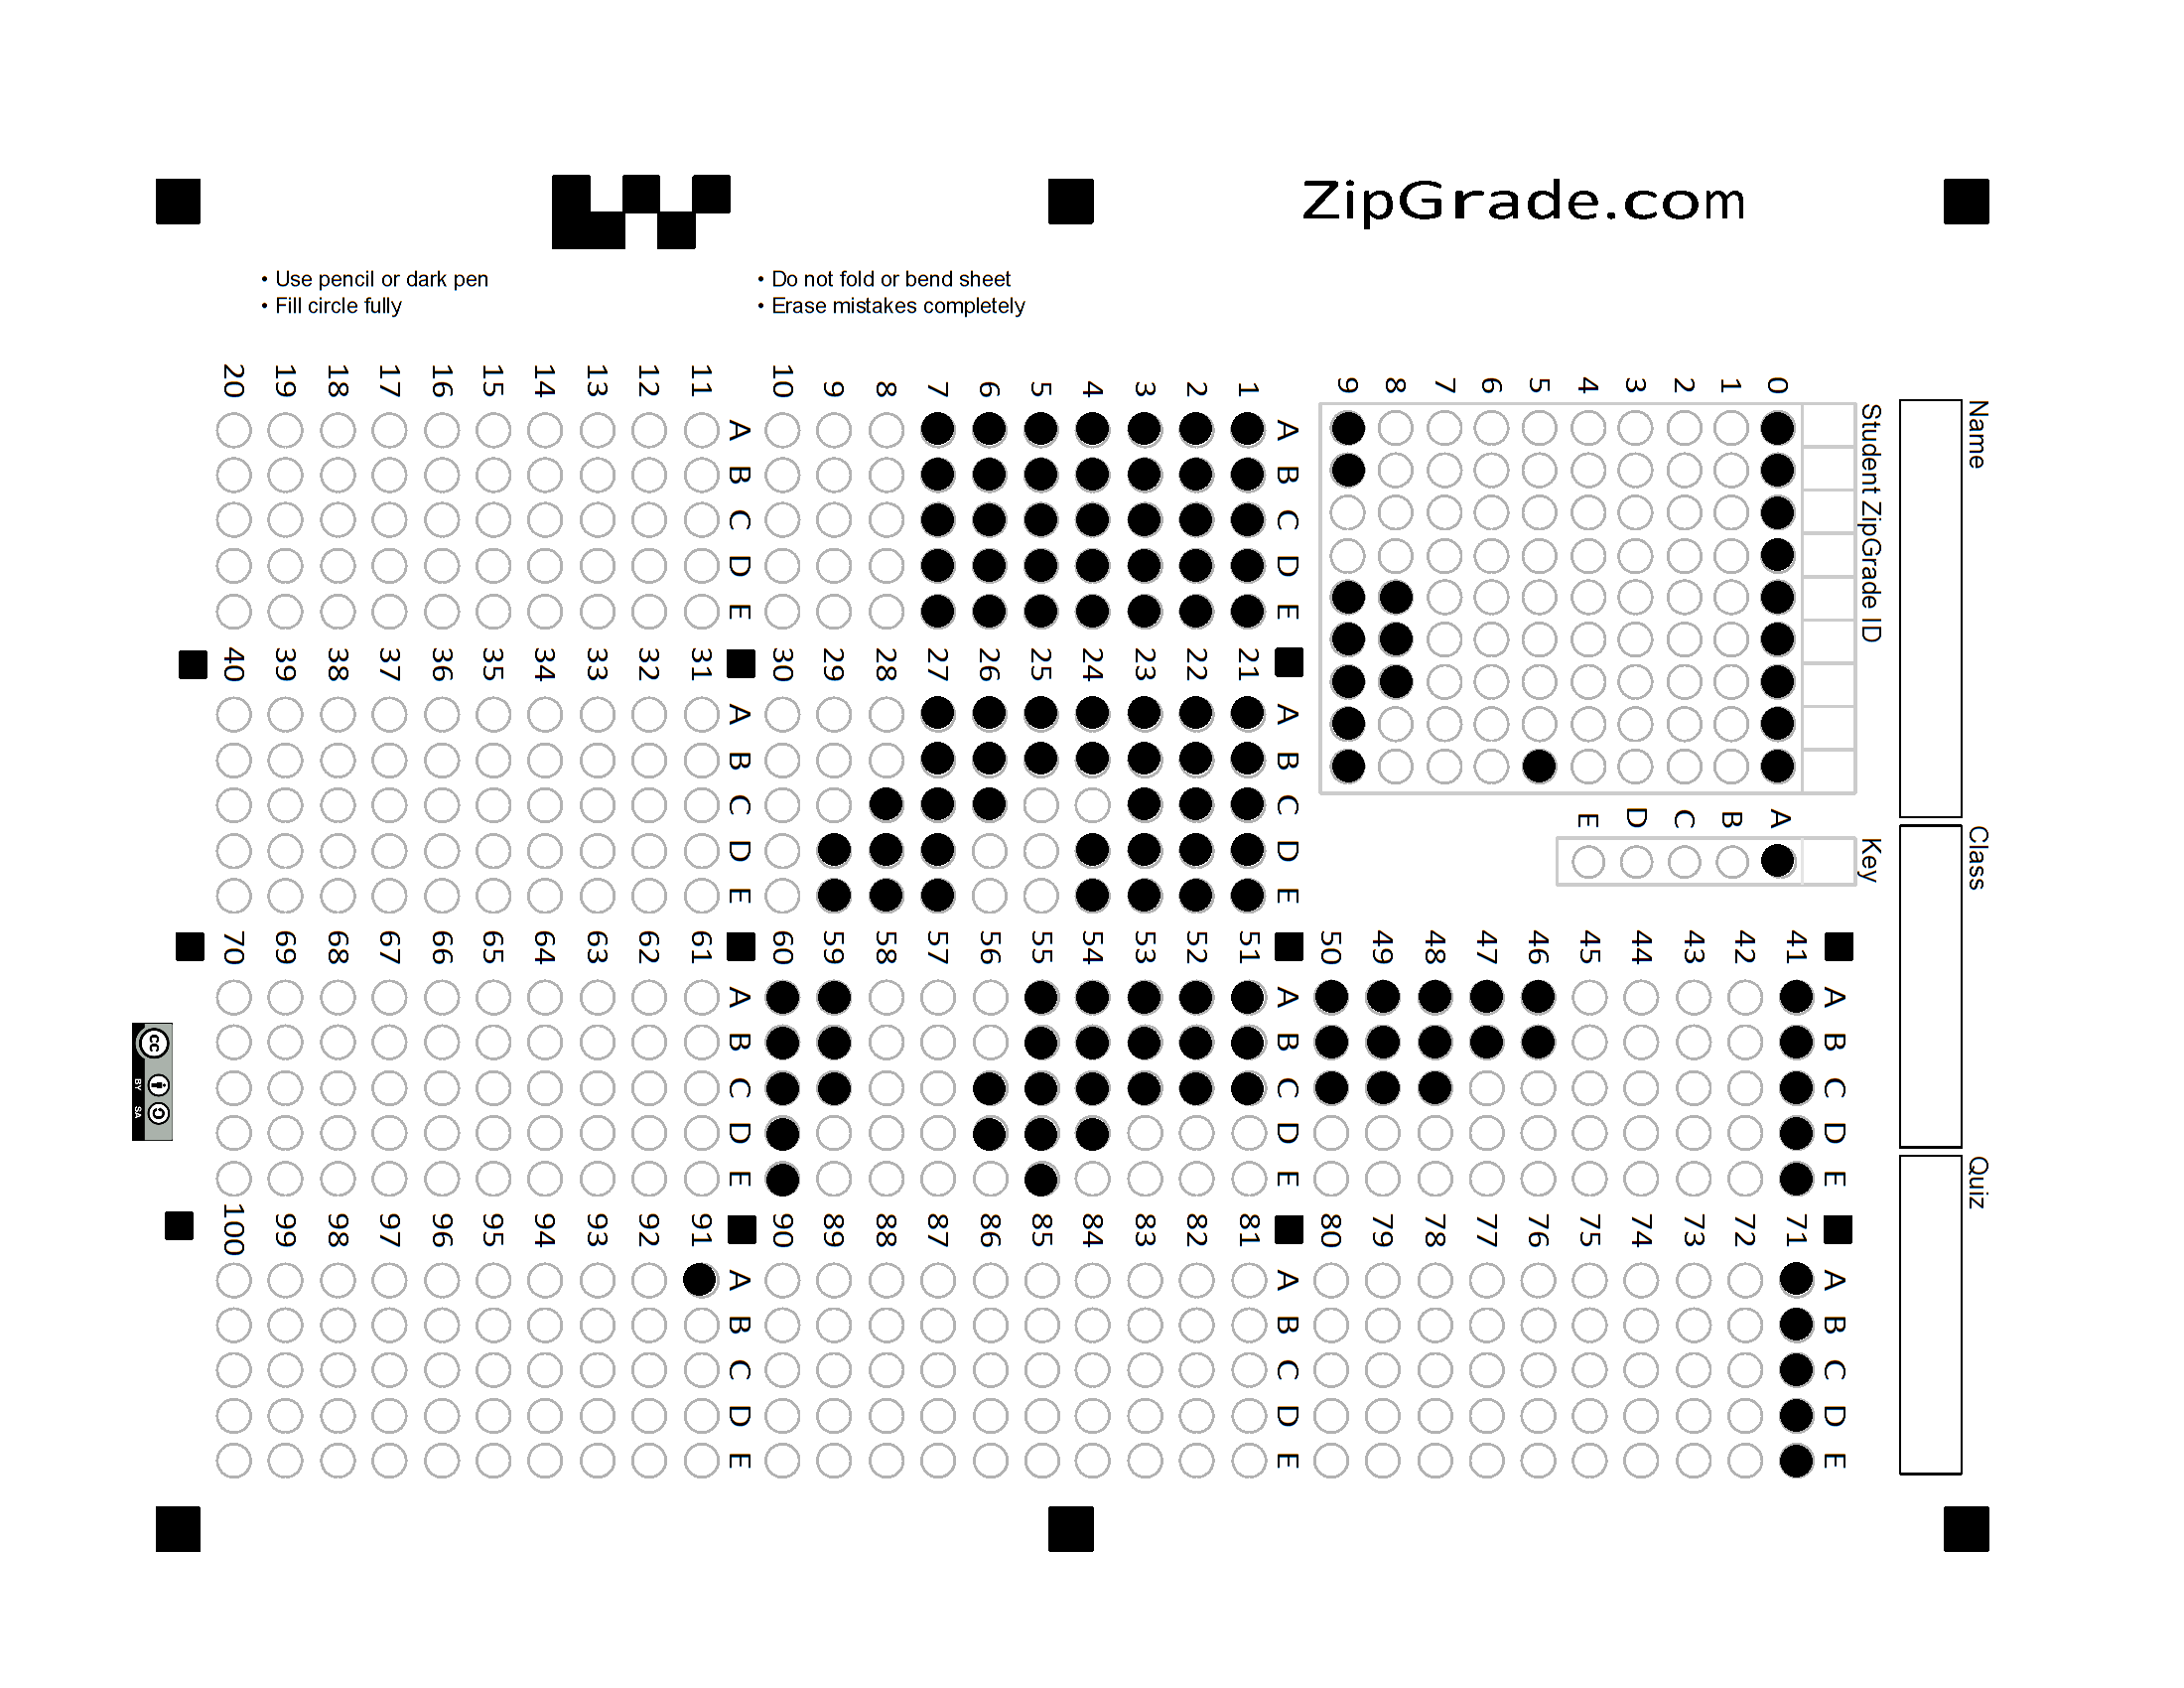 ZipGrade.com
• Use pencil or dark pen
• Fill circle fully
• Do not fold or bend sheet
• Erase mistakes completely
Name
Class
Quiz
Student ZipGrade ID
0 1 2 3 4 5 6 7 8 9
Key
A B C D E
A B C D E
1 2 3 4 5 6 7 8 9 10
A B C D E
11 12 13 14 15 16 17 18 19 20
A B C D E
21 22 23 24 25 26 27 28 29 30
A B C D E
31 32 33 34 35 36 37 38 39 40
A B C D E
41 42 43 44 45 46 47 48 49 50
A B C D E
51 52 53 54 55 56 57 58 59 60
A B C D E
61 62 63 64 65 66 67 68 69 70
A B C D E
71 72 73 74 75 76 77 78 79 80
A B C D E
81 82 83 84 85 86 87 88 89 90
A B C D E
91 92 93 94 95 96 97 98 99 100
cc
BY SA